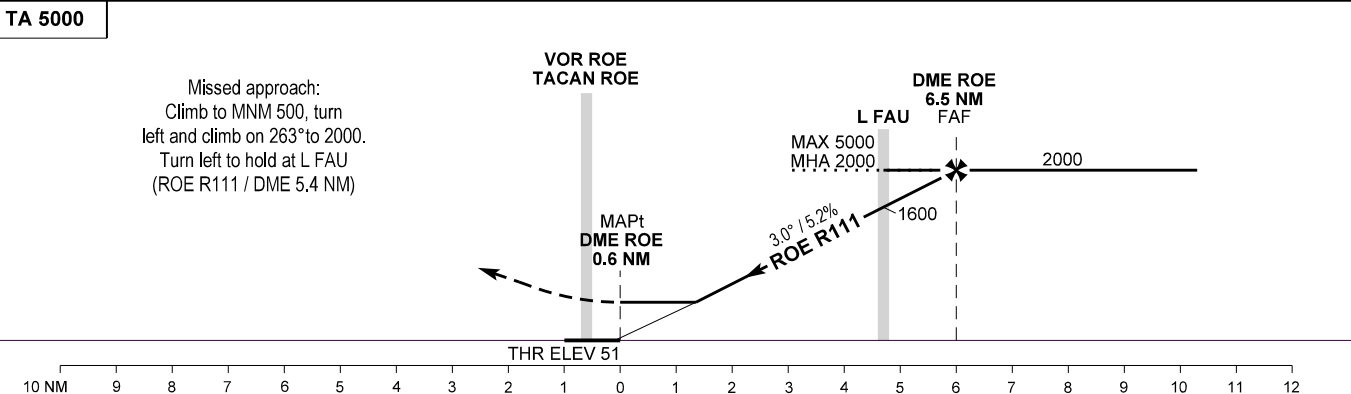 TA 5000
Missed approach:
Climb to MNM 500, turn
left and climb on 263°to 2000.
Turn left to hold at L FAU
(ROE R111 / DME 5.4 NM)
VOR ROE
TACAN ROE
DME ROE
6.5 NM
FAF
L FAU
MAX 5000
MHA 2000
2000
1600
3.0° / 5.2%
ROE R111
MAPt
DME ROE
0.6 NM
THR ELEV 51
10 NM 9 8 7 6 5 4 3 2 1 0 1 2 3 4 5 6 7 8 9 10 11 12